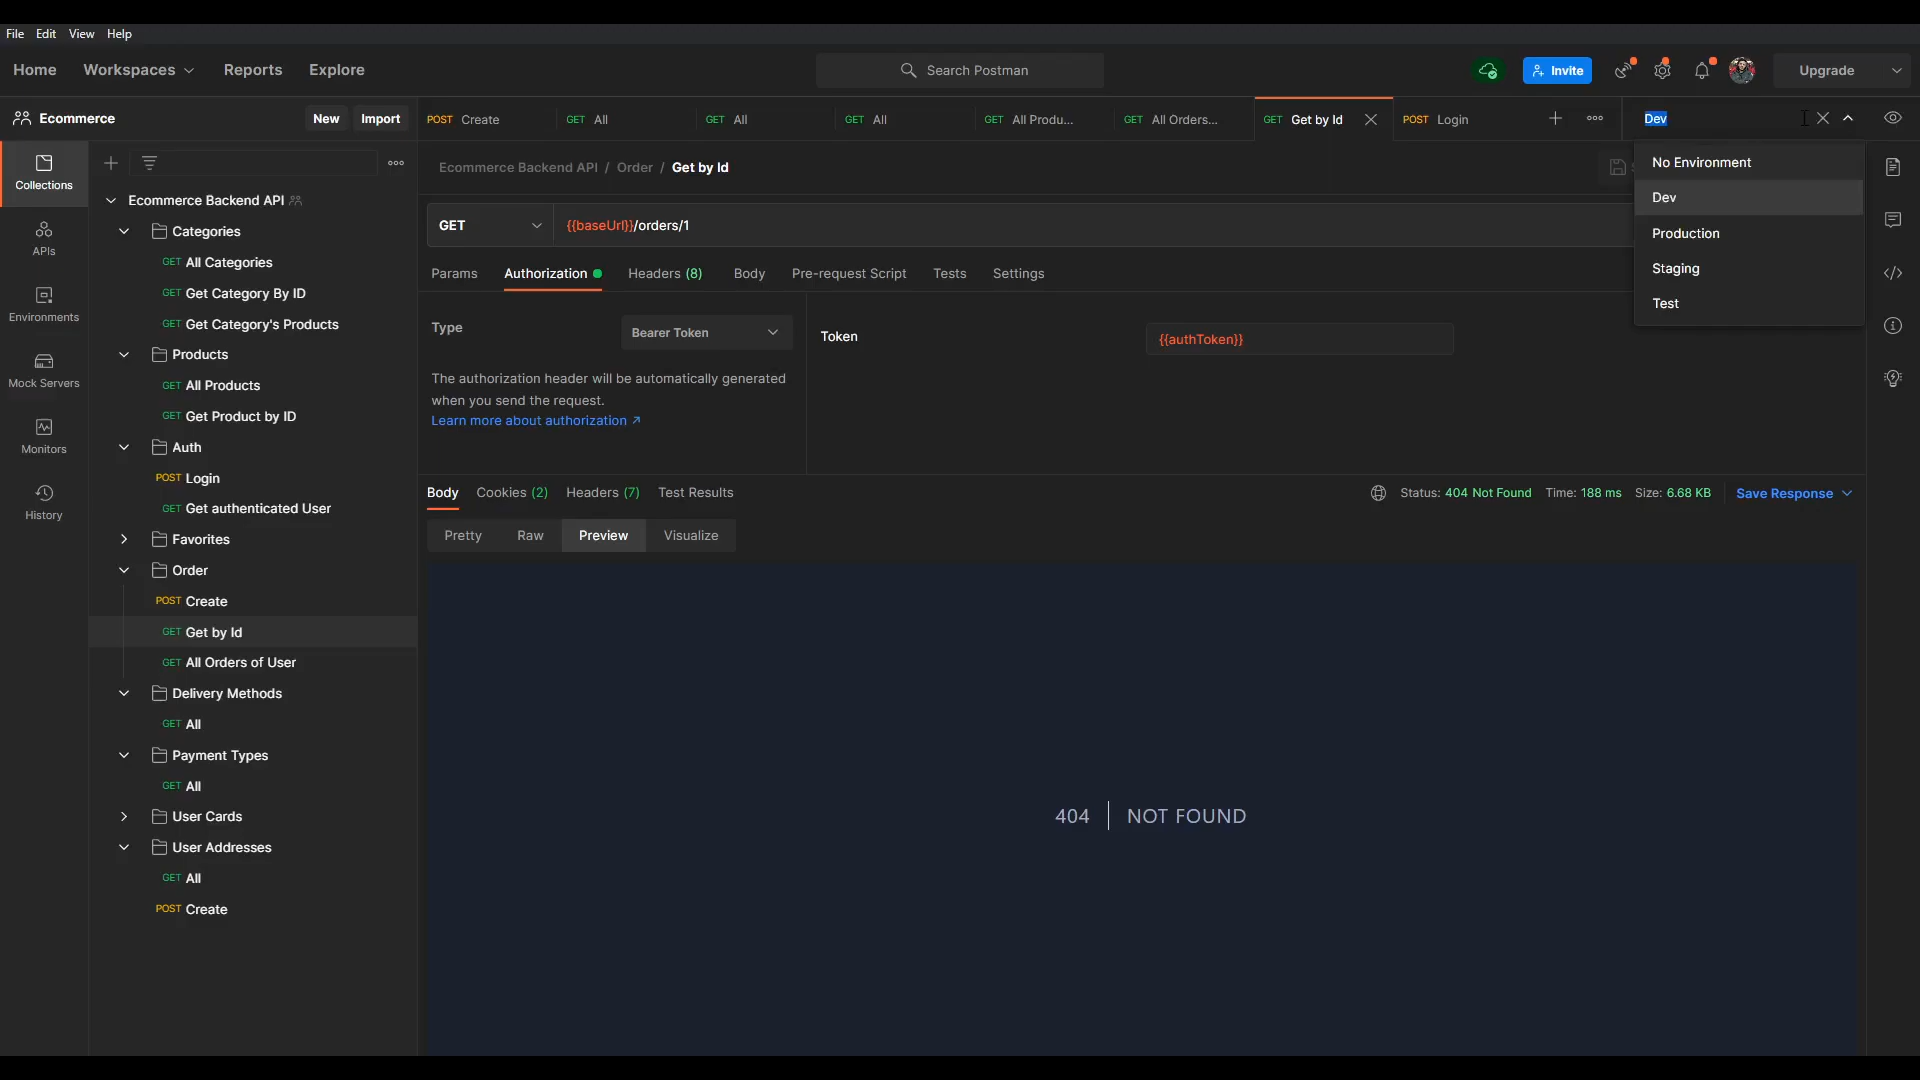 File Edit View Help
Home Workspaces Reports Explore Search Postman Invite Upgrade
Ecommerce New Import POST Create GET All GET All GET All GET All Produ... GET All Orders... GET Get by Id POST Login Dev
Collections
APIs
Environments
Mock Servers
Monitors
History
Ecommerce Backend API
Categories
GET All Categories
GET Get Category By ID
GET Get Category's Products
Products
GET All Products
GET Get Product by ID
Auth
POST Login
GET Get authenticated User
Favorites
Order
POST Create
GET Get by Id
GET All Orders of User
Delivery Methods
GET All
Payment Types
GET All
User Cards
User Addresses
GET All
POST Create
Ecommerce Backend API / Order / Get by Id
GET {{baseUrl}}/orders/1
Params Authorization Headers (8) Body Pre-request Script Tests Settings
Type Bearer Token
The authorization header will be automatically generated
when you send the request.
Learn more about authorization
Token {{authToken}}
No Environment
Dev
Production
Staging
Test
Body Cookies (2) Headers (7) Test Results Status: 404 Not Found Time: 188 ms Size: 6.68 KB Save Response
Pretty Raw Preview Visualize
404 NOT FOUND